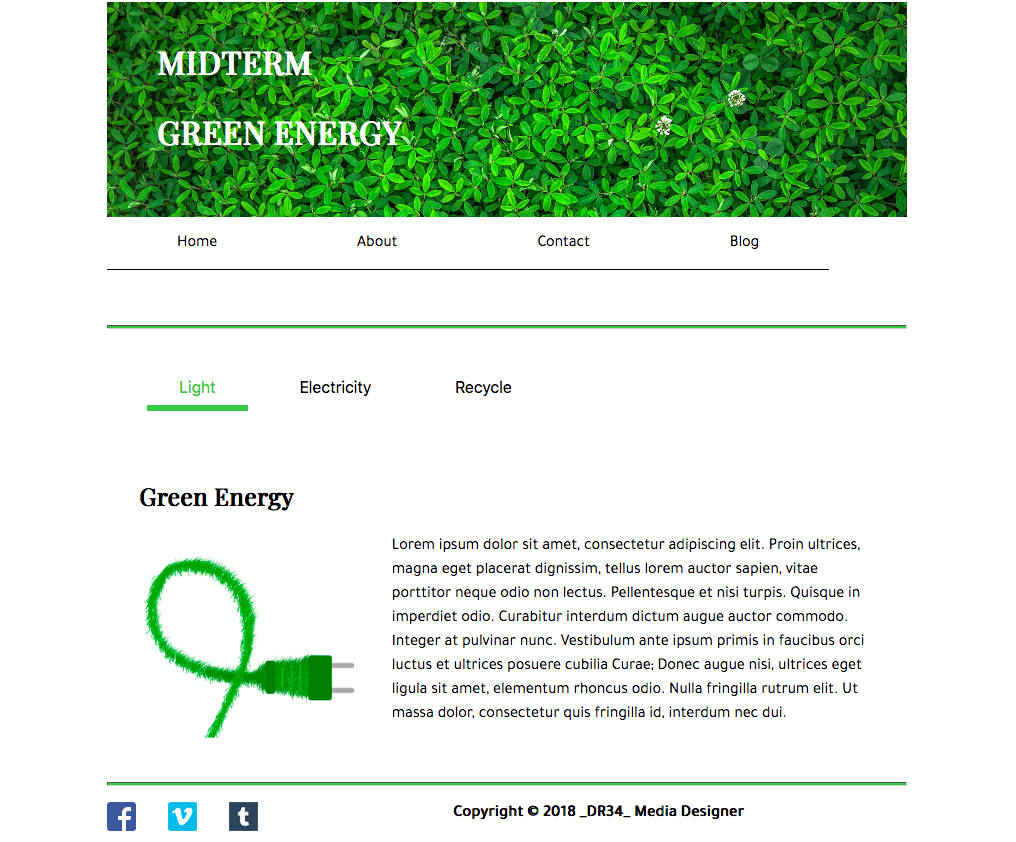 MIDTERM
GREEN ENERGY
Home About Contact Blog
Light Electricity Recycle
Green Energy
Lorem ipsum dolor sit amet, consectetur adipiscing elit. Proin ultrices,
magna eget placerat dignissim, tellus lorem auctor sapien, vitae
porttitor neque odio non lectus. Pellentesque et nisi turpis. Quisque in
imperdiet odio. Curabitur interdum dictum augue auctor commodo.
Integer at pulvinar nunc. Vestibulum ante ipsum primis in faucibus orci
luctus et ultrices posuere cubilia Curae; Donec augue nisi, ultrices eget
ligula sit amet, elementum rhoncus odio. Nulla fringilla rutrum elit. Ut
massa dolor, consectetur quis fringilla id, interdum nec dui.
Copyright © 2018 _DR34_ Media Designer